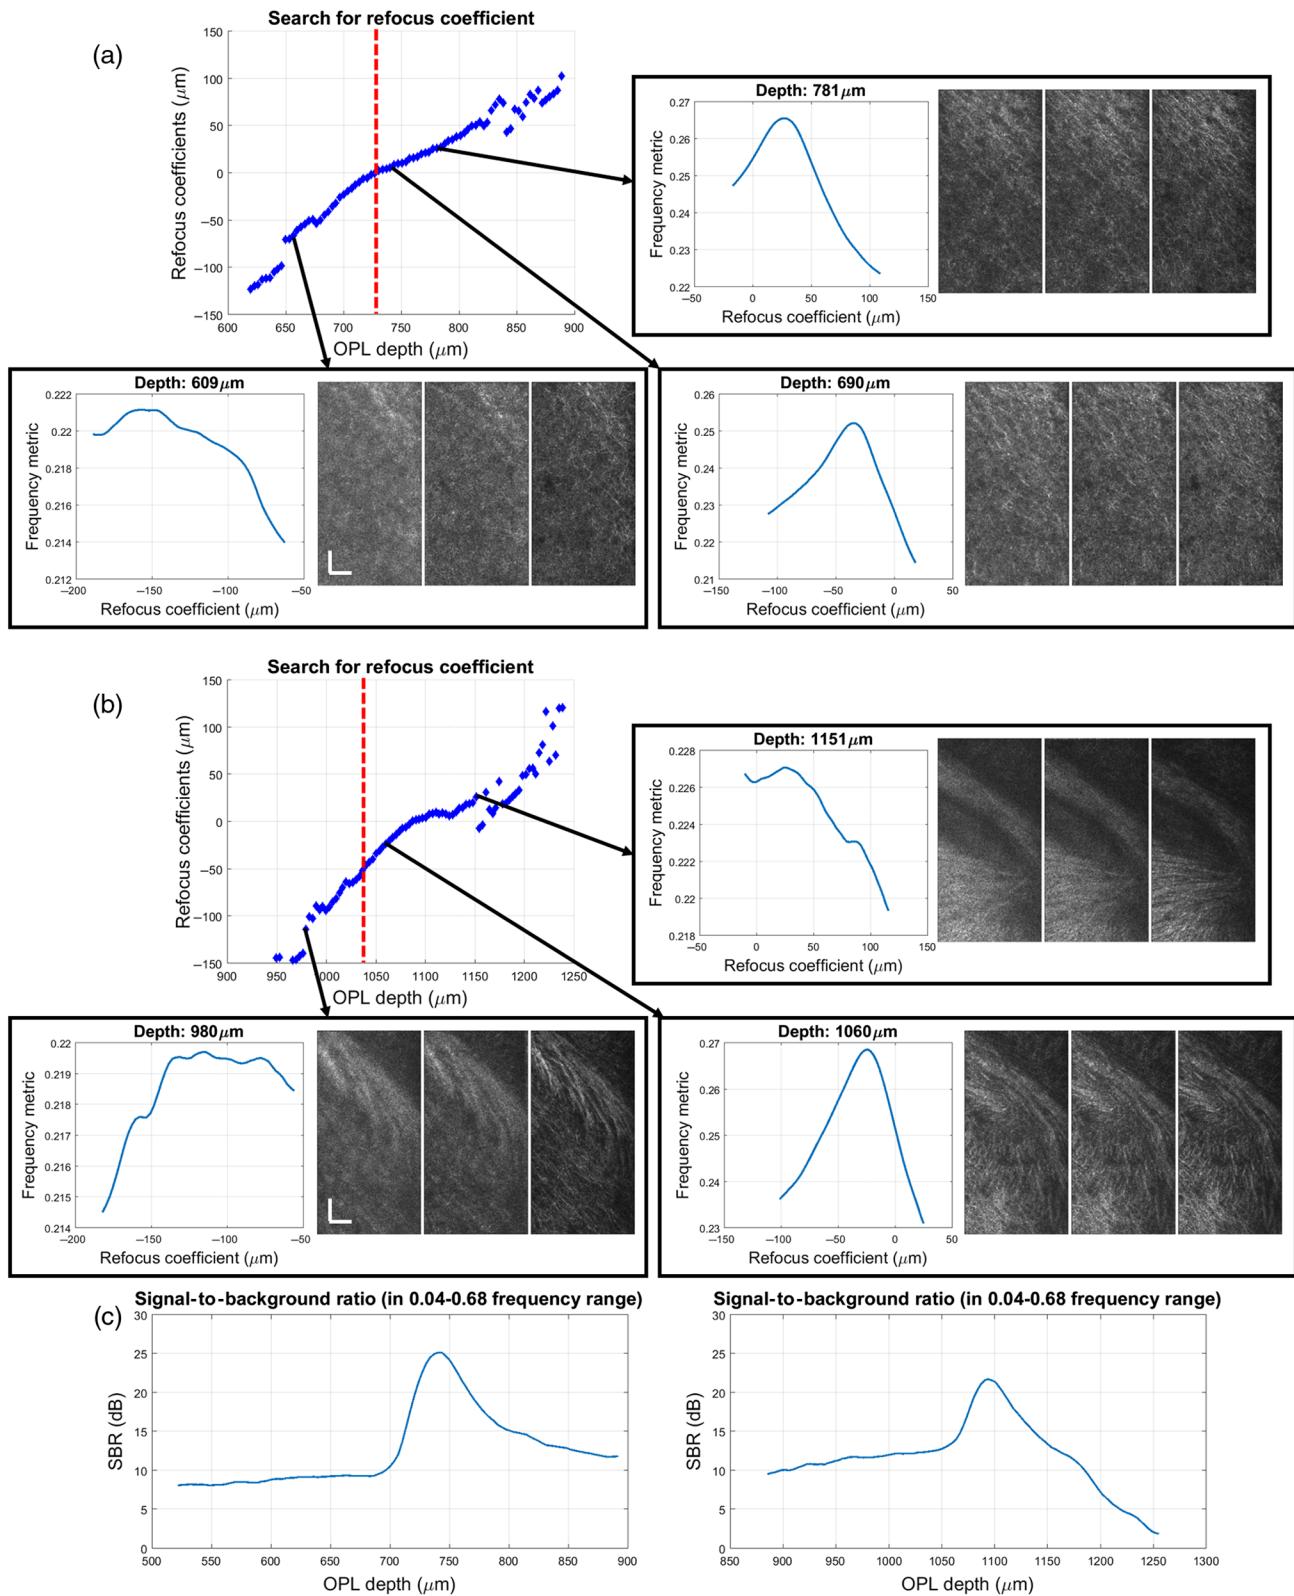 (a)
Search for refocus coefficient
150
100
50
0
−50
−100
−150
Refocus coefficients (μm)
600 650 700 750 800 850 900
OPL depth (μm)
Depth: 781μm
0.27
0.26
0.25
0.24
0.23
0.22
Frequency metric
−50 0 50 100 150
Refocus coefficient (μm)
Depth: 609μm
0.222
0.22
0.218
0.216
0.214
0.212
Frequency metric
−200 −150 −100 −50
Refocus coefficient (μm)
Depth: 690μm
0.26
0.25
0.24
0.23
0.22
0.21
Frequency metric
−150 −100 −50 0 50
Refocus coefficient (μm)
(b)
Search for refocus coefficient
150
100
50
0
−50
−100
−150
Refocus coefficients (μm)
900 950 1000 1050 1100 1150 1200 1250
OPL depth (μm)
Depth: 1151μm
0.228
0.226
0.224
0.222
0.22
0.218
Frequency metric
−50 0 50 100 150
Refocus coefficient (μm)
Depth: 980μm
0.22
0.219
0.218
0.217
0.216
0.215
0.214
Frequency metric
−200 −150 −100 −50
Refocus coefficient (μm)
Depth: 1060μm
0.27
0.26
0.25
0.24
0.23
Frequency metric
−150 −100 −50 0 50
Refocus coefficient (μm)
(c)
Signal-to-background ratio (in 0.04-0.68 frequency range)
30
25
20
15
10
5
0
SBR (dB)
500 550 600 650 700 750 800 850 900
OPL depth (μm)
Signal-to-background ratio (in 0.04-0.68 frequency range)
30
25
20
15
10
5
0
SBR (dB)
850 900 950 1000 1050 1100 1150 1200 1250 1300
OPL depth (μm)